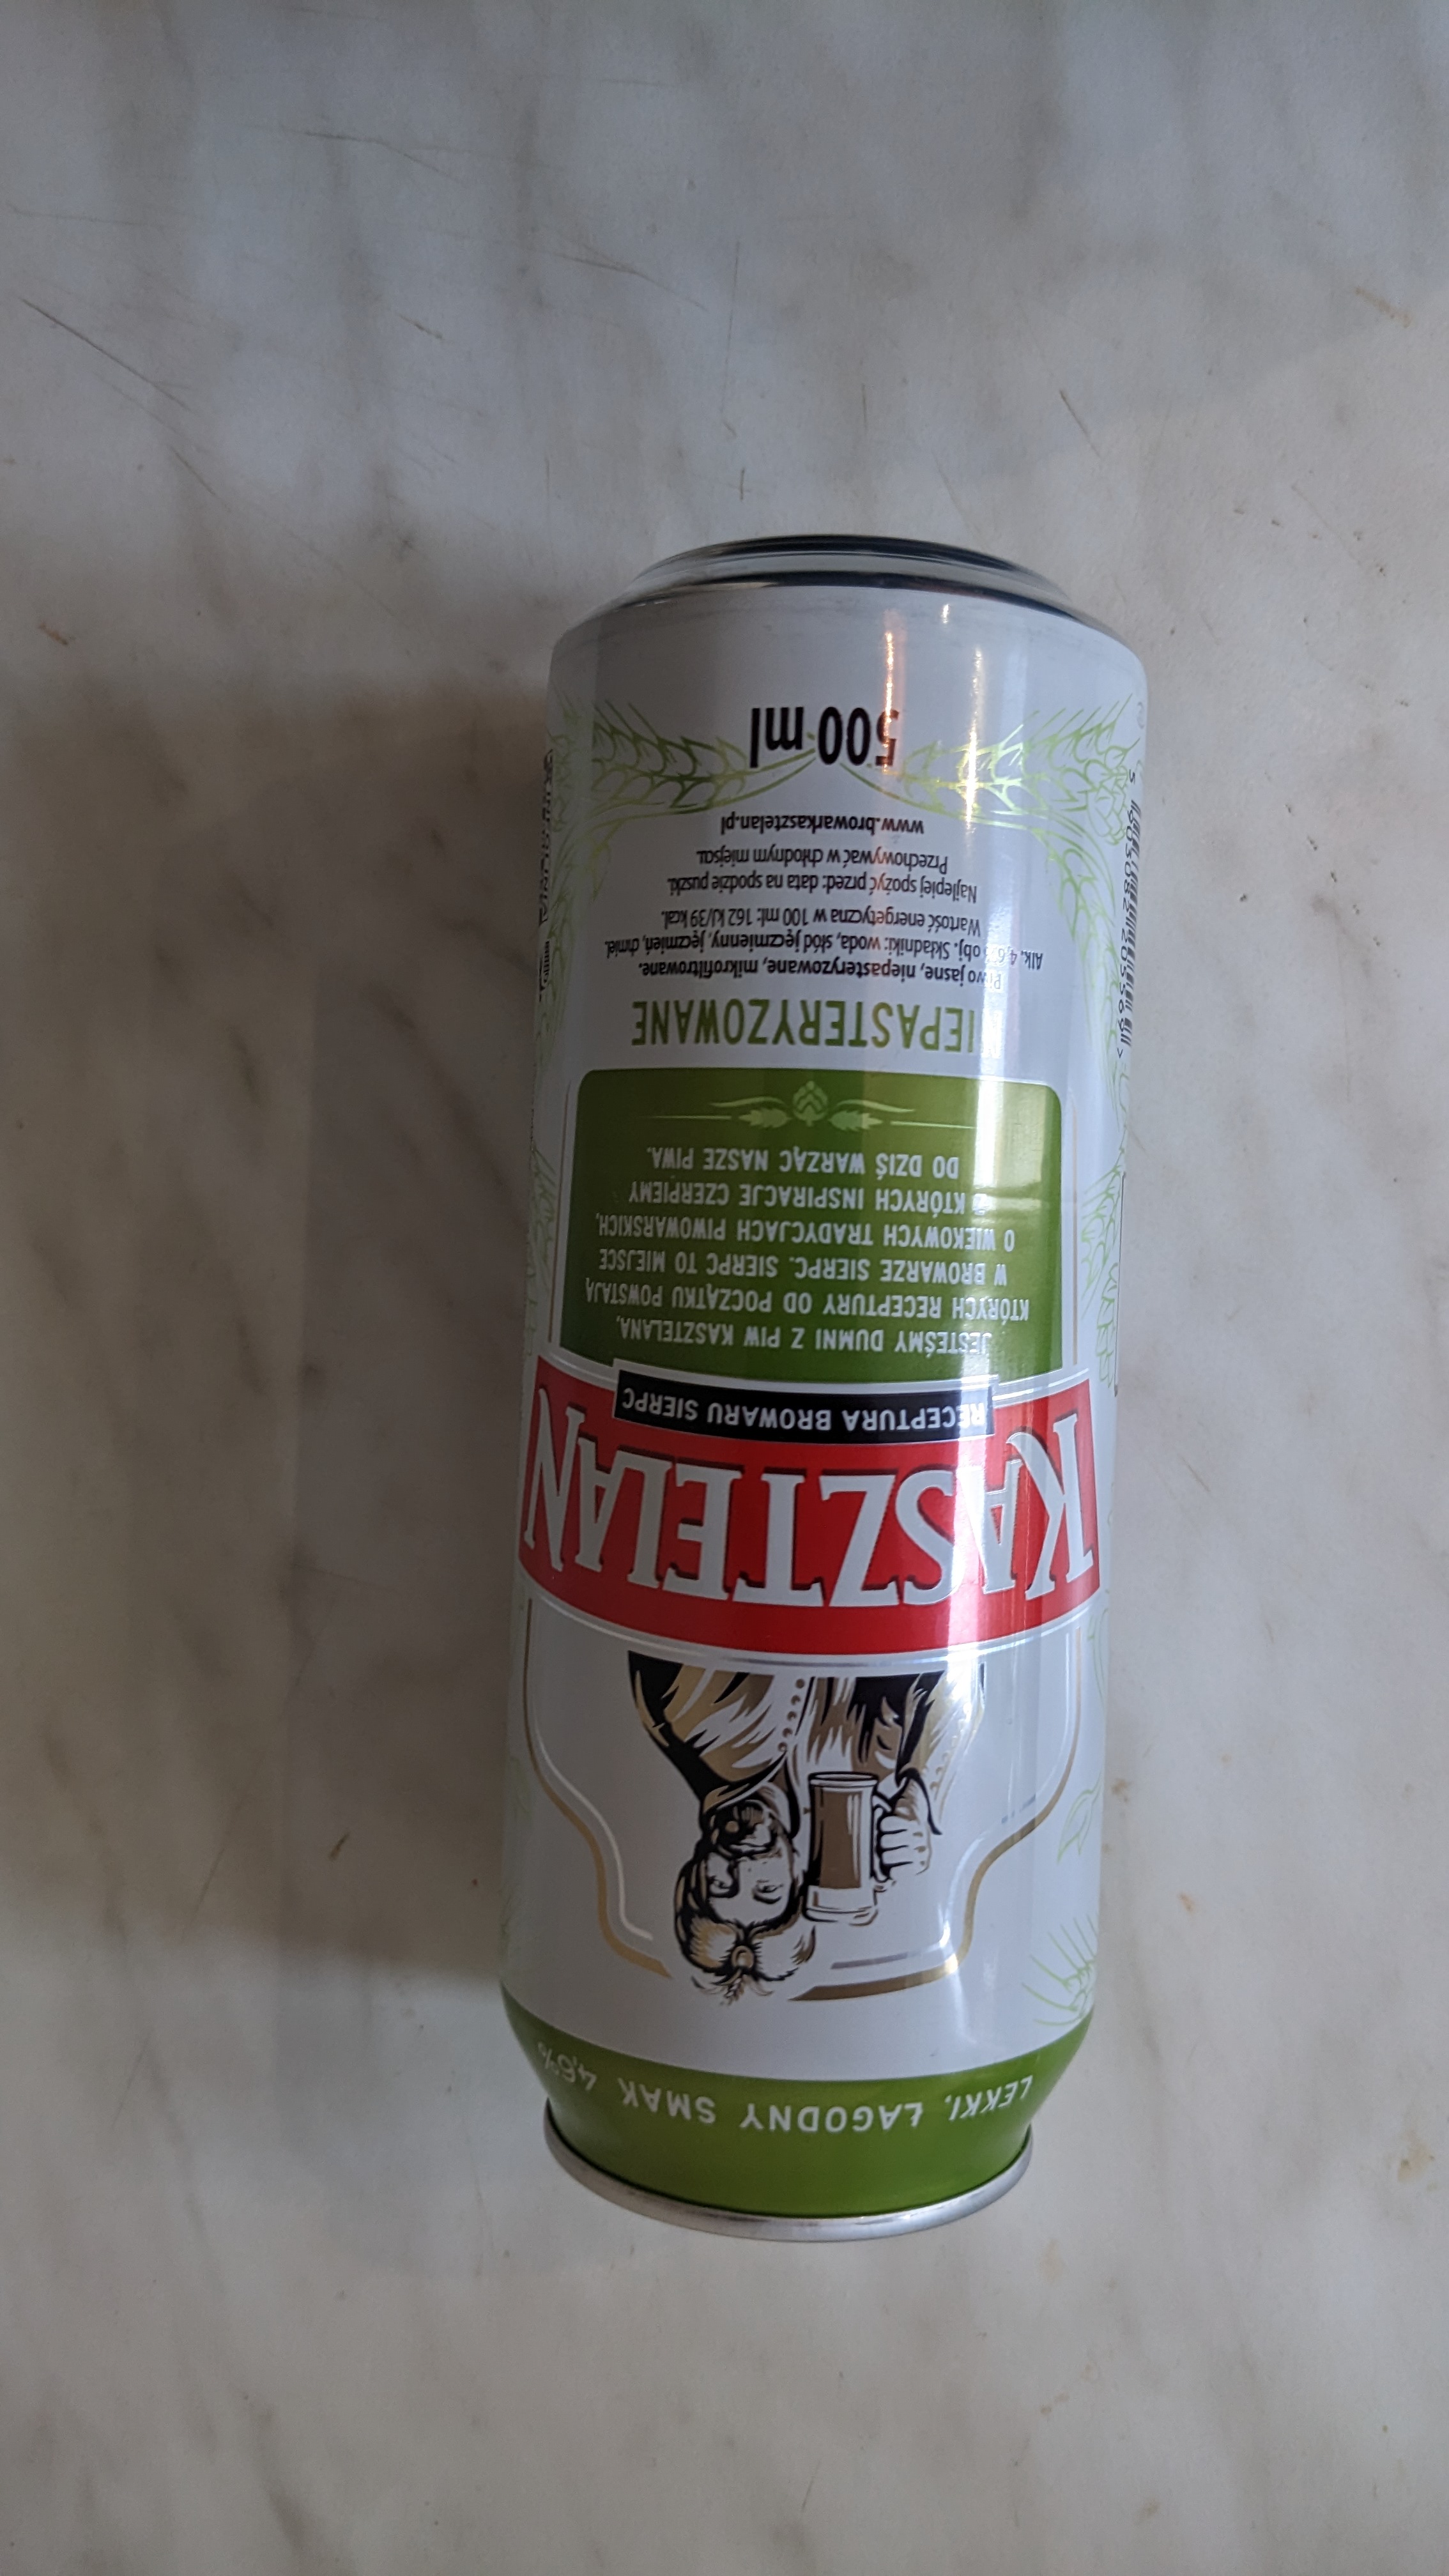 LEKKI, ŁAGODNY SMAK 4,6%
KASZTELAN
RECEPTURA BROWARU SIERPC
JESTEŚMY DUMNI Z PIW KASZTELANA,
KTÓRYCH RECEPTURY OD POCZĄTKU POWSTAJĄ
W BROWARZE SIERPC. SIERPC TO MIEJSCE
O WIEKOWYCH TRADYCJACH PIWOWARSKICH,
Z KTÓRYCH INSPIRACJE CZERPIEMY
DO DZIŚ WARZĄC NASZE PIWA.
NIEPASTERYZOWANE
Piwo jasne, niepasteryzowane, mikrofiltrowane.
Alk. 4,6% obj. Składniki: woda, słód jęczmienny, jęczmień, chmiel.
Wartość energetyczna w 100 ml: 162 kJ/39 kcal.
Najlepiej spożyć przed: data na spodzie puszki.
Przechowywać w chłodnym miejscu.
www.browarkasztelan.pl
500 ml